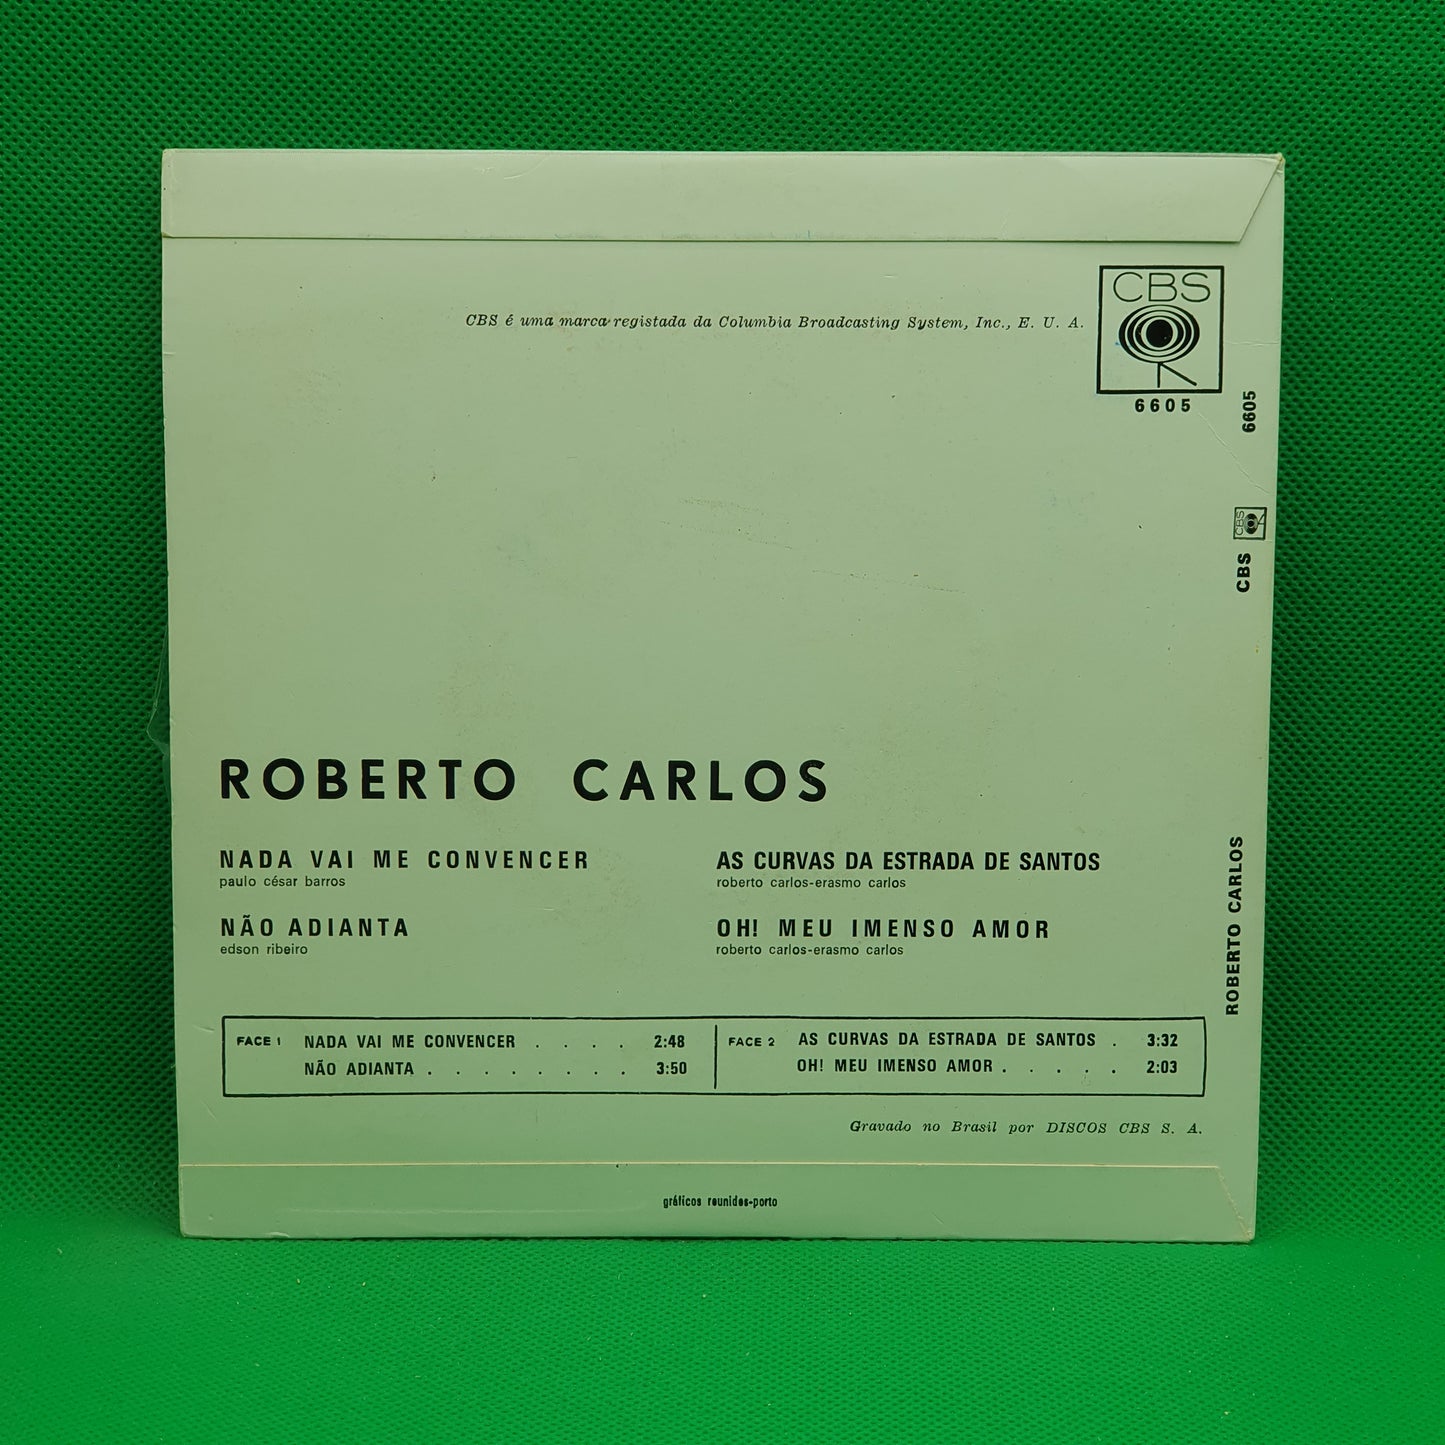 CBS é uma marca registada da Columbia Broadcasting System, Inc., E. U. A.
CBS
6605
6605
CBS
CBS
ROBERTO CARLOS
ROBERTO CARLOS
NADA VAI ME CONVENCER
paulo césar barros
NÃO ADIANTA
edson ribeiro
AS CURVAS DA ESTRADA DE SANTOS
roberto carlos-erasmo carlos
OH! MEU IMENSO AMOR
roberto carlos-erasmo carlos
FACE 1 NADA VAI ME CONVENCER . . . . 2:48
NÃO ADIANTA . . . . . . . . 3:50
FACE 2 AS CURVAS DA ESTRADA DE SANTOS . 3:32
OH! MEU IMENSO AMOR . . . . . 2:03
Gravado no Brasil por DISCOS CBS S. A.
gráficos reunidos-porto